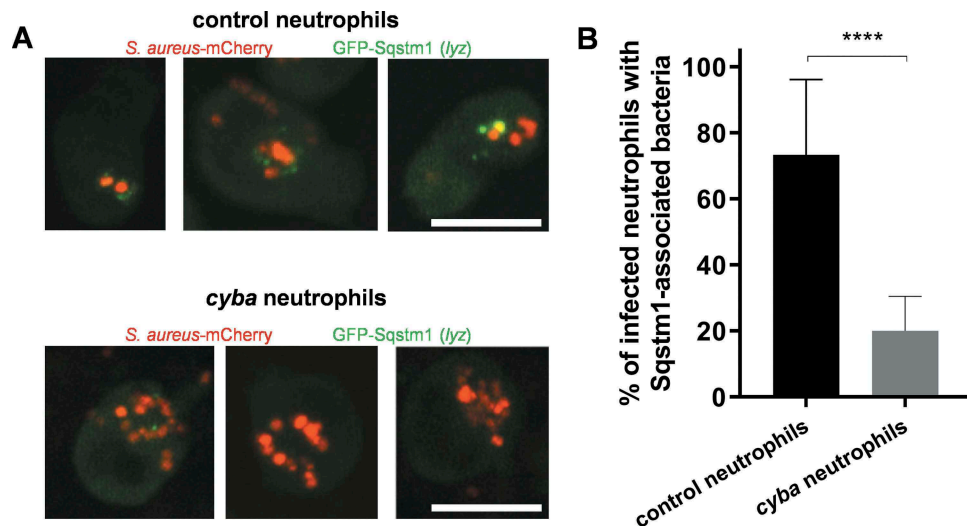 A
control neutrophils
S. aureus-mCherry GFP-Sqstm1 (lyz)
cyba neutrophils
S. aureus-mCherry GFP-Sqstm1 (lyz)
B
% of infected neutrophils with
Sqstm1-associated bacteria
****
100
80
60
40
20
0
control neutrophils
cyba neutrophils